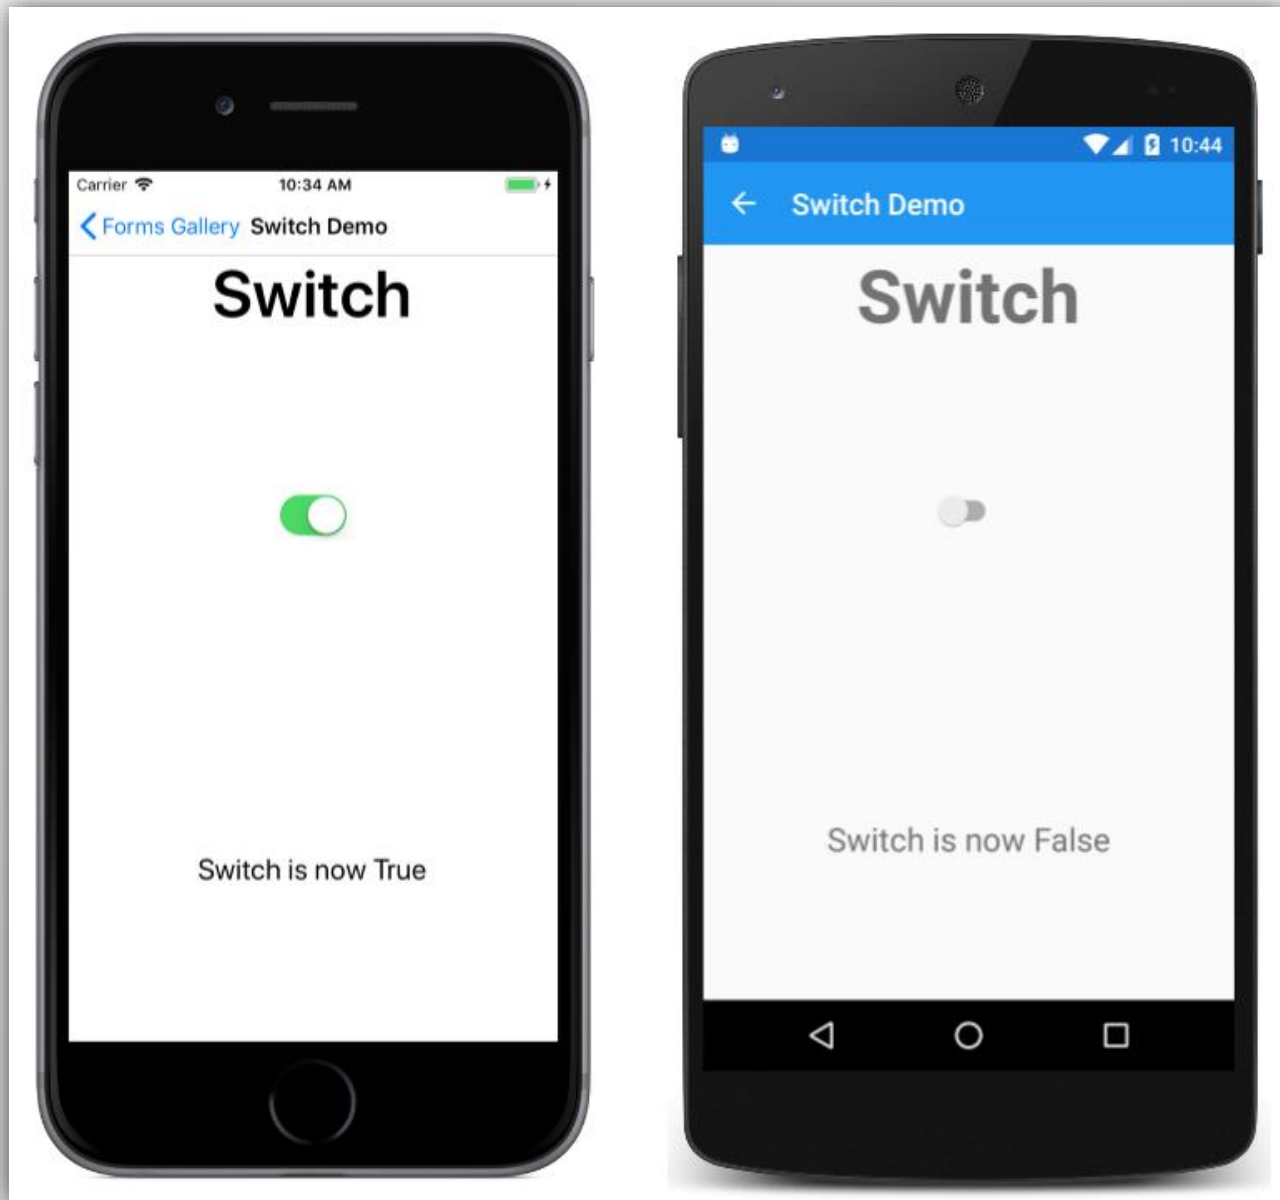 Carrier 10:34 AM
Forms Gallery Switch Demo
Switch
Switch is now True
10:44
Switch Demo
Switch
Switch is now False